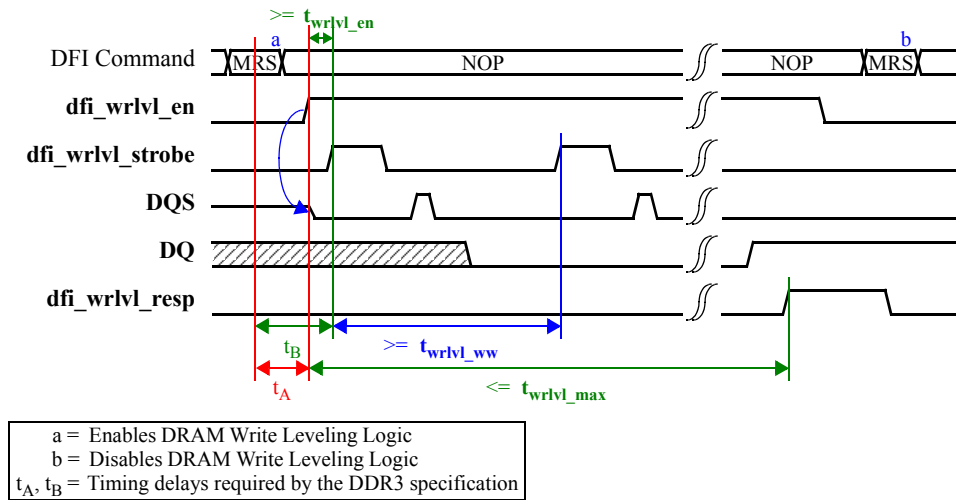 >= twrlvl_en
a
b
DFI Command
MRS
NOP
NOP
MRS
dfi_wrlvl_en
dfi_wrlvl_strobe
DQS
DQ
dfi_wrlvl_resp
tB
>= twrlvl_ww
tA
<= twrlvl_max
a = Enables DRAM Write Leveling Logic
b = Disables DRAM Write Leveling Logic
tA, tB = Timing delays required by the DDR3 specification